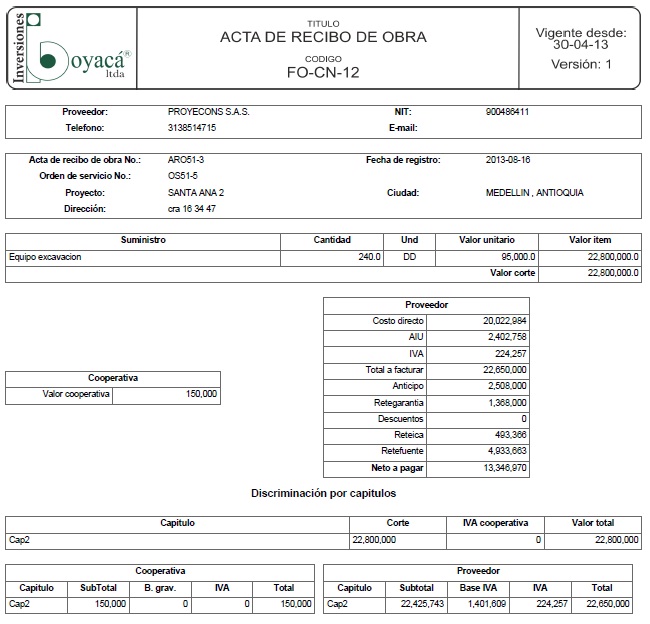 Inversiones
boyacá®
ltda
TITULO
ACTA DE RECIBO DE OBRA
CODIGO
FO-CN-12
Vigente desde:
30-04-13
Versión: 1
Proveedor: PROYECONS S.A.S. NIT: 900486411
Telefono: 3138514715 E-mail:
Acta de recibo de obra No.: ARO51-3 Fecha de registro: 2013-08-16
Orden de servicio No.: OS51-5
Proyecto: SANTA ANA 2 Ciudad: MEDELLIN , ANTIOQUIA
Dirección: cra 16 34 47
Suministro Cantidad Und Valor unitario Valor item
Equipo excavacion 240.0 DD 95,000.0 22,800,000.0
Valor corte 22,800,000.0
Proveedor
Costo directo 20,022,984
AIU 2,402,758
IVA 224,257
Total a facturar 22,650,000
Anticipo 2,508,000
Retegarantia 1,368,000
Descuentos 0
Reteica 493,366
Retefuente 4,933,663
Neto a pagar 13,346,970
Cooperativa
Valor cooperativa 150,000
Discriminación por capitulos
Capitulo Corte IVA cooperativa Valor total
Cap2 22,800,000 0 22,800,000
Cooperativa
Capitulo SubTotal B. grav. IVA Total
Cap2 150,000 0 0 150,000
Proveedor
Capitulo Subtotal Base IVA IVA Total
Cap2 22,425,743 1,401,609 224,257 22,650,000